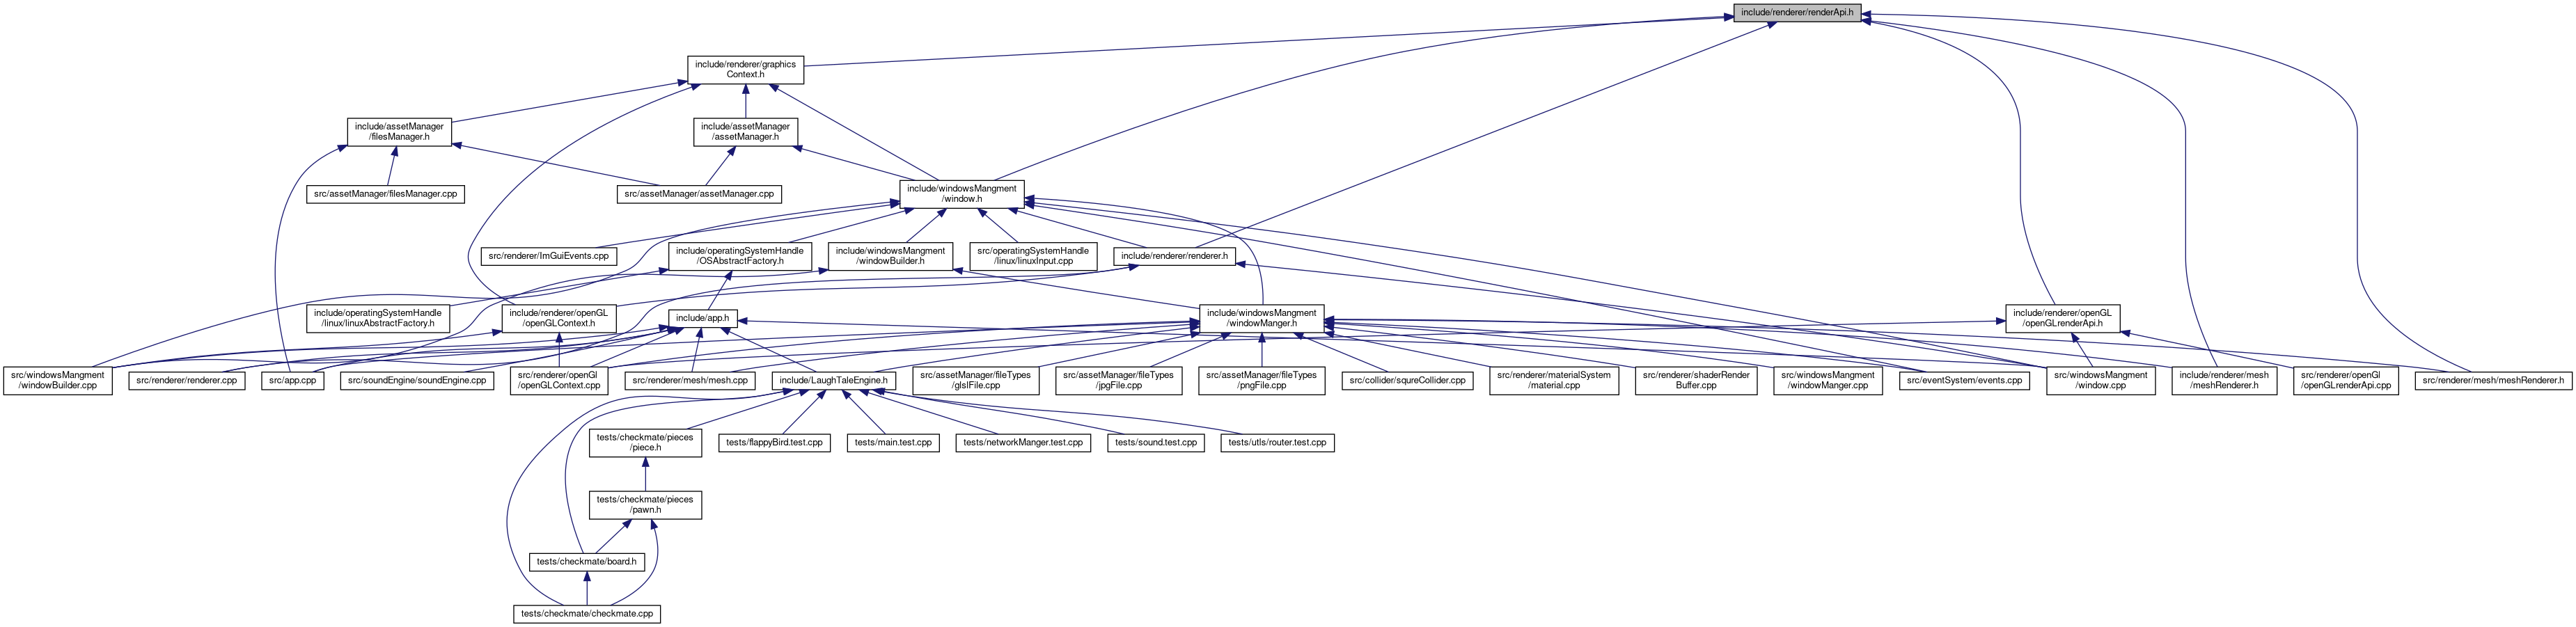 include/renderer/renderApi.h
include/renderer/graphics
Context.h
include/assetManager
/filesManager.h
include/assetManager
/assetManager.h
src/assetManager/filesManager.cpp
src/assetManager/assetManager.cpp
include/windowsMangment
/window.h
src/renderer/ImGuiEvents.cpp
include/operatingSystemHandle
/OSAbstractFactory.h
include/windowsMangment
/windowBuilder.h
src/operatingSystemHandle
/linux/linuxInput.cpp
include/renderer/renderer.h
include/operatingSystemHandle
/linux/linuxAbstractFactory.h
include/renderer/openGL
/openGLContext.h
include/app.h
include/windowsMangment
/windowManger.h
include/renderer/openGL
/openGLrenderApi.h
src/windowsMangment
/windowBuilder.cpp
src/renderer/renderer.cpp
src/app.cpp
src/soundEngine/soundEngine.cpp
src/renderer/openGl
/openGLContext.cpp
src/renderer/mesh/mesh.cpp
include/LaughTaleEngine.h
src/assetManager/fileTypes
/glslFile.cpp
src/assetManager/fileTypes
/jpgFile.cpp
src/assetManager/fileTypes
/pngFile.cpp
src/collider/squreCollider.cpp
src/renderer/materialSystem
/material.cpp
src/renderer/shaderRender
Buffer.cpp
src/windowsMangment
/windowManger.cpp
src/eventSystem/events.cpp
src/windowsMangment
/window.cpp
include/renderer/mesh
/meshRenderer.h
src/renderer/openGl
/openGLrenderApi.cpp
src/renderer/mesh/meshRenderer.h
tests/checkmate/pieces
/piece.h
tests/flappyBird.test.cpp
tests/main.test.cpp
tests/networkManger.test.cpp
tests/sound.test.cpp
tests/utls/router.test.cpp
tests/checkmate/pieces
/pawn.h
tests/checkmate/board.h
tests/checkmate/checkmate.cpp